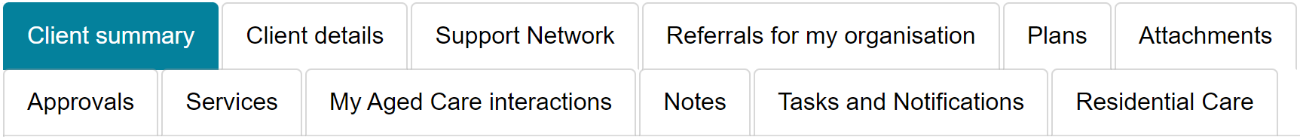 Client summary Client details Support Network Referrals for my organisation Plans Attachments
Approvals Services My Aged Care interactions Notes Tasks and Notifications Residential Care